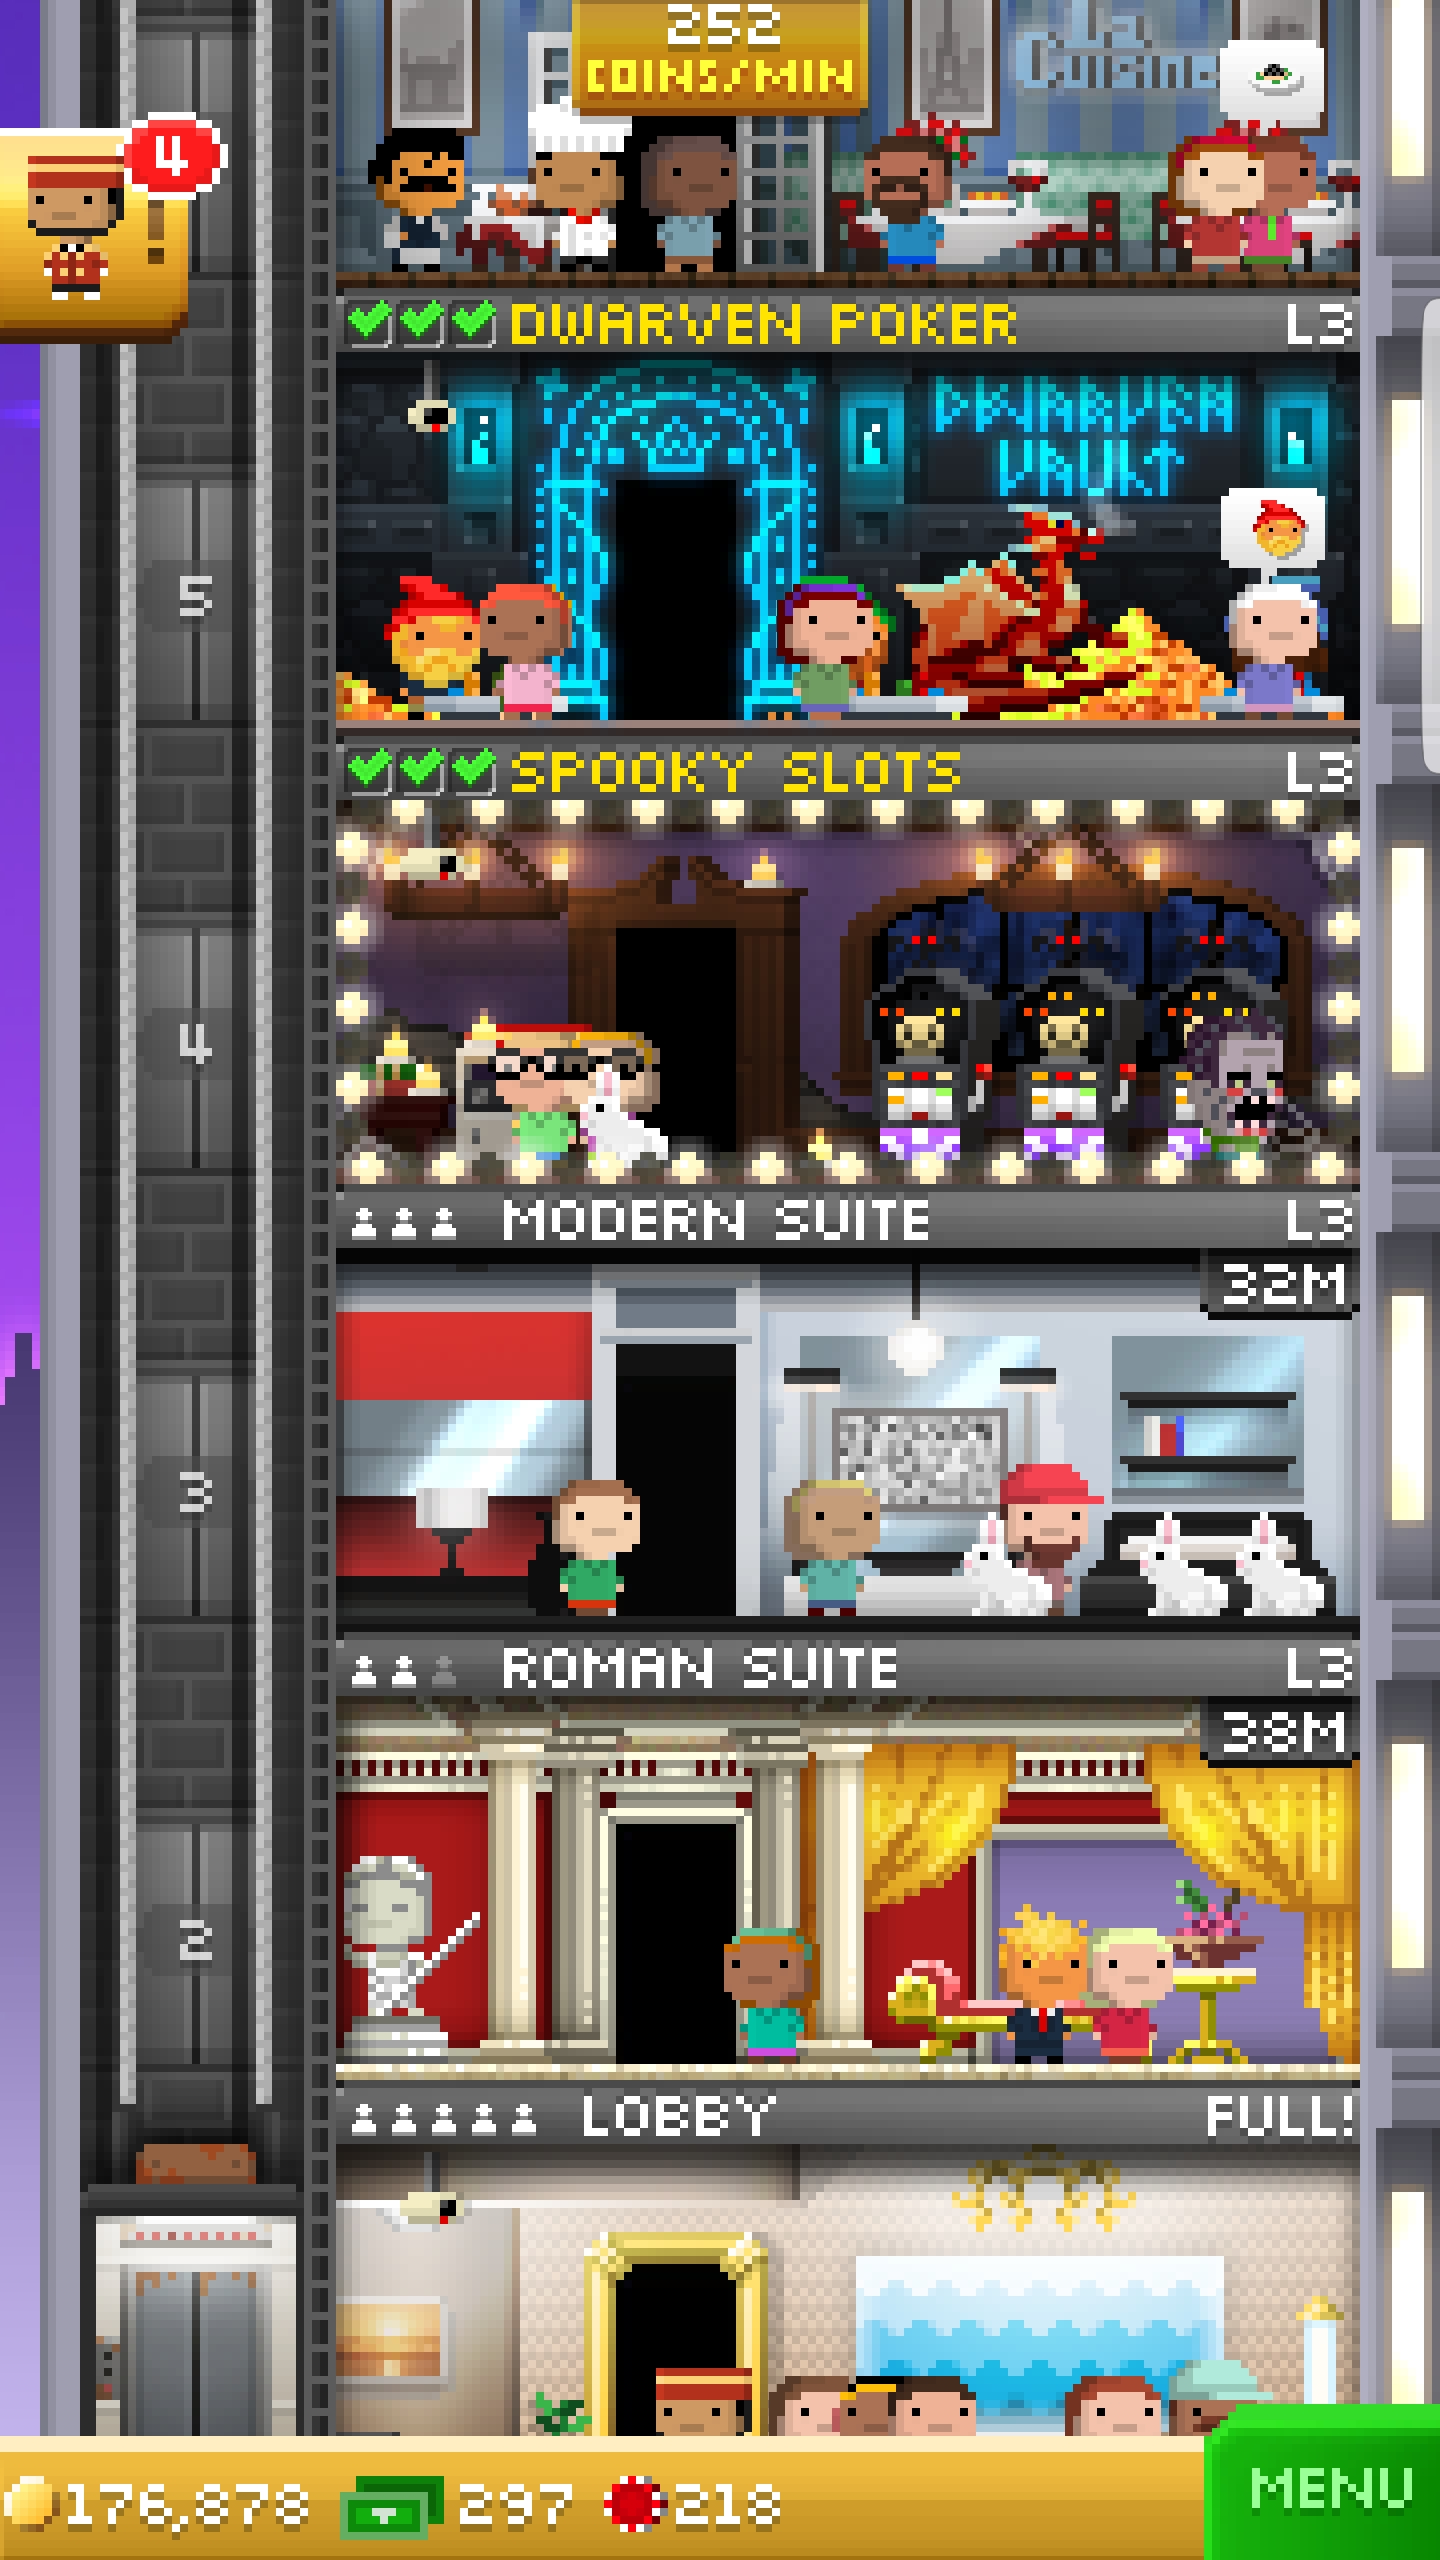 252
COINS/MIN
La
Cuisine
4
DWARVEN POKER L3
DWARVEN
VAULT
5
SPOOKY SLOTS L3
4
MODERN SUITE L3
32M
3
ROMAN SUITE L3
38M
2
LOBBY FULL!
176,878 297 218 MENU